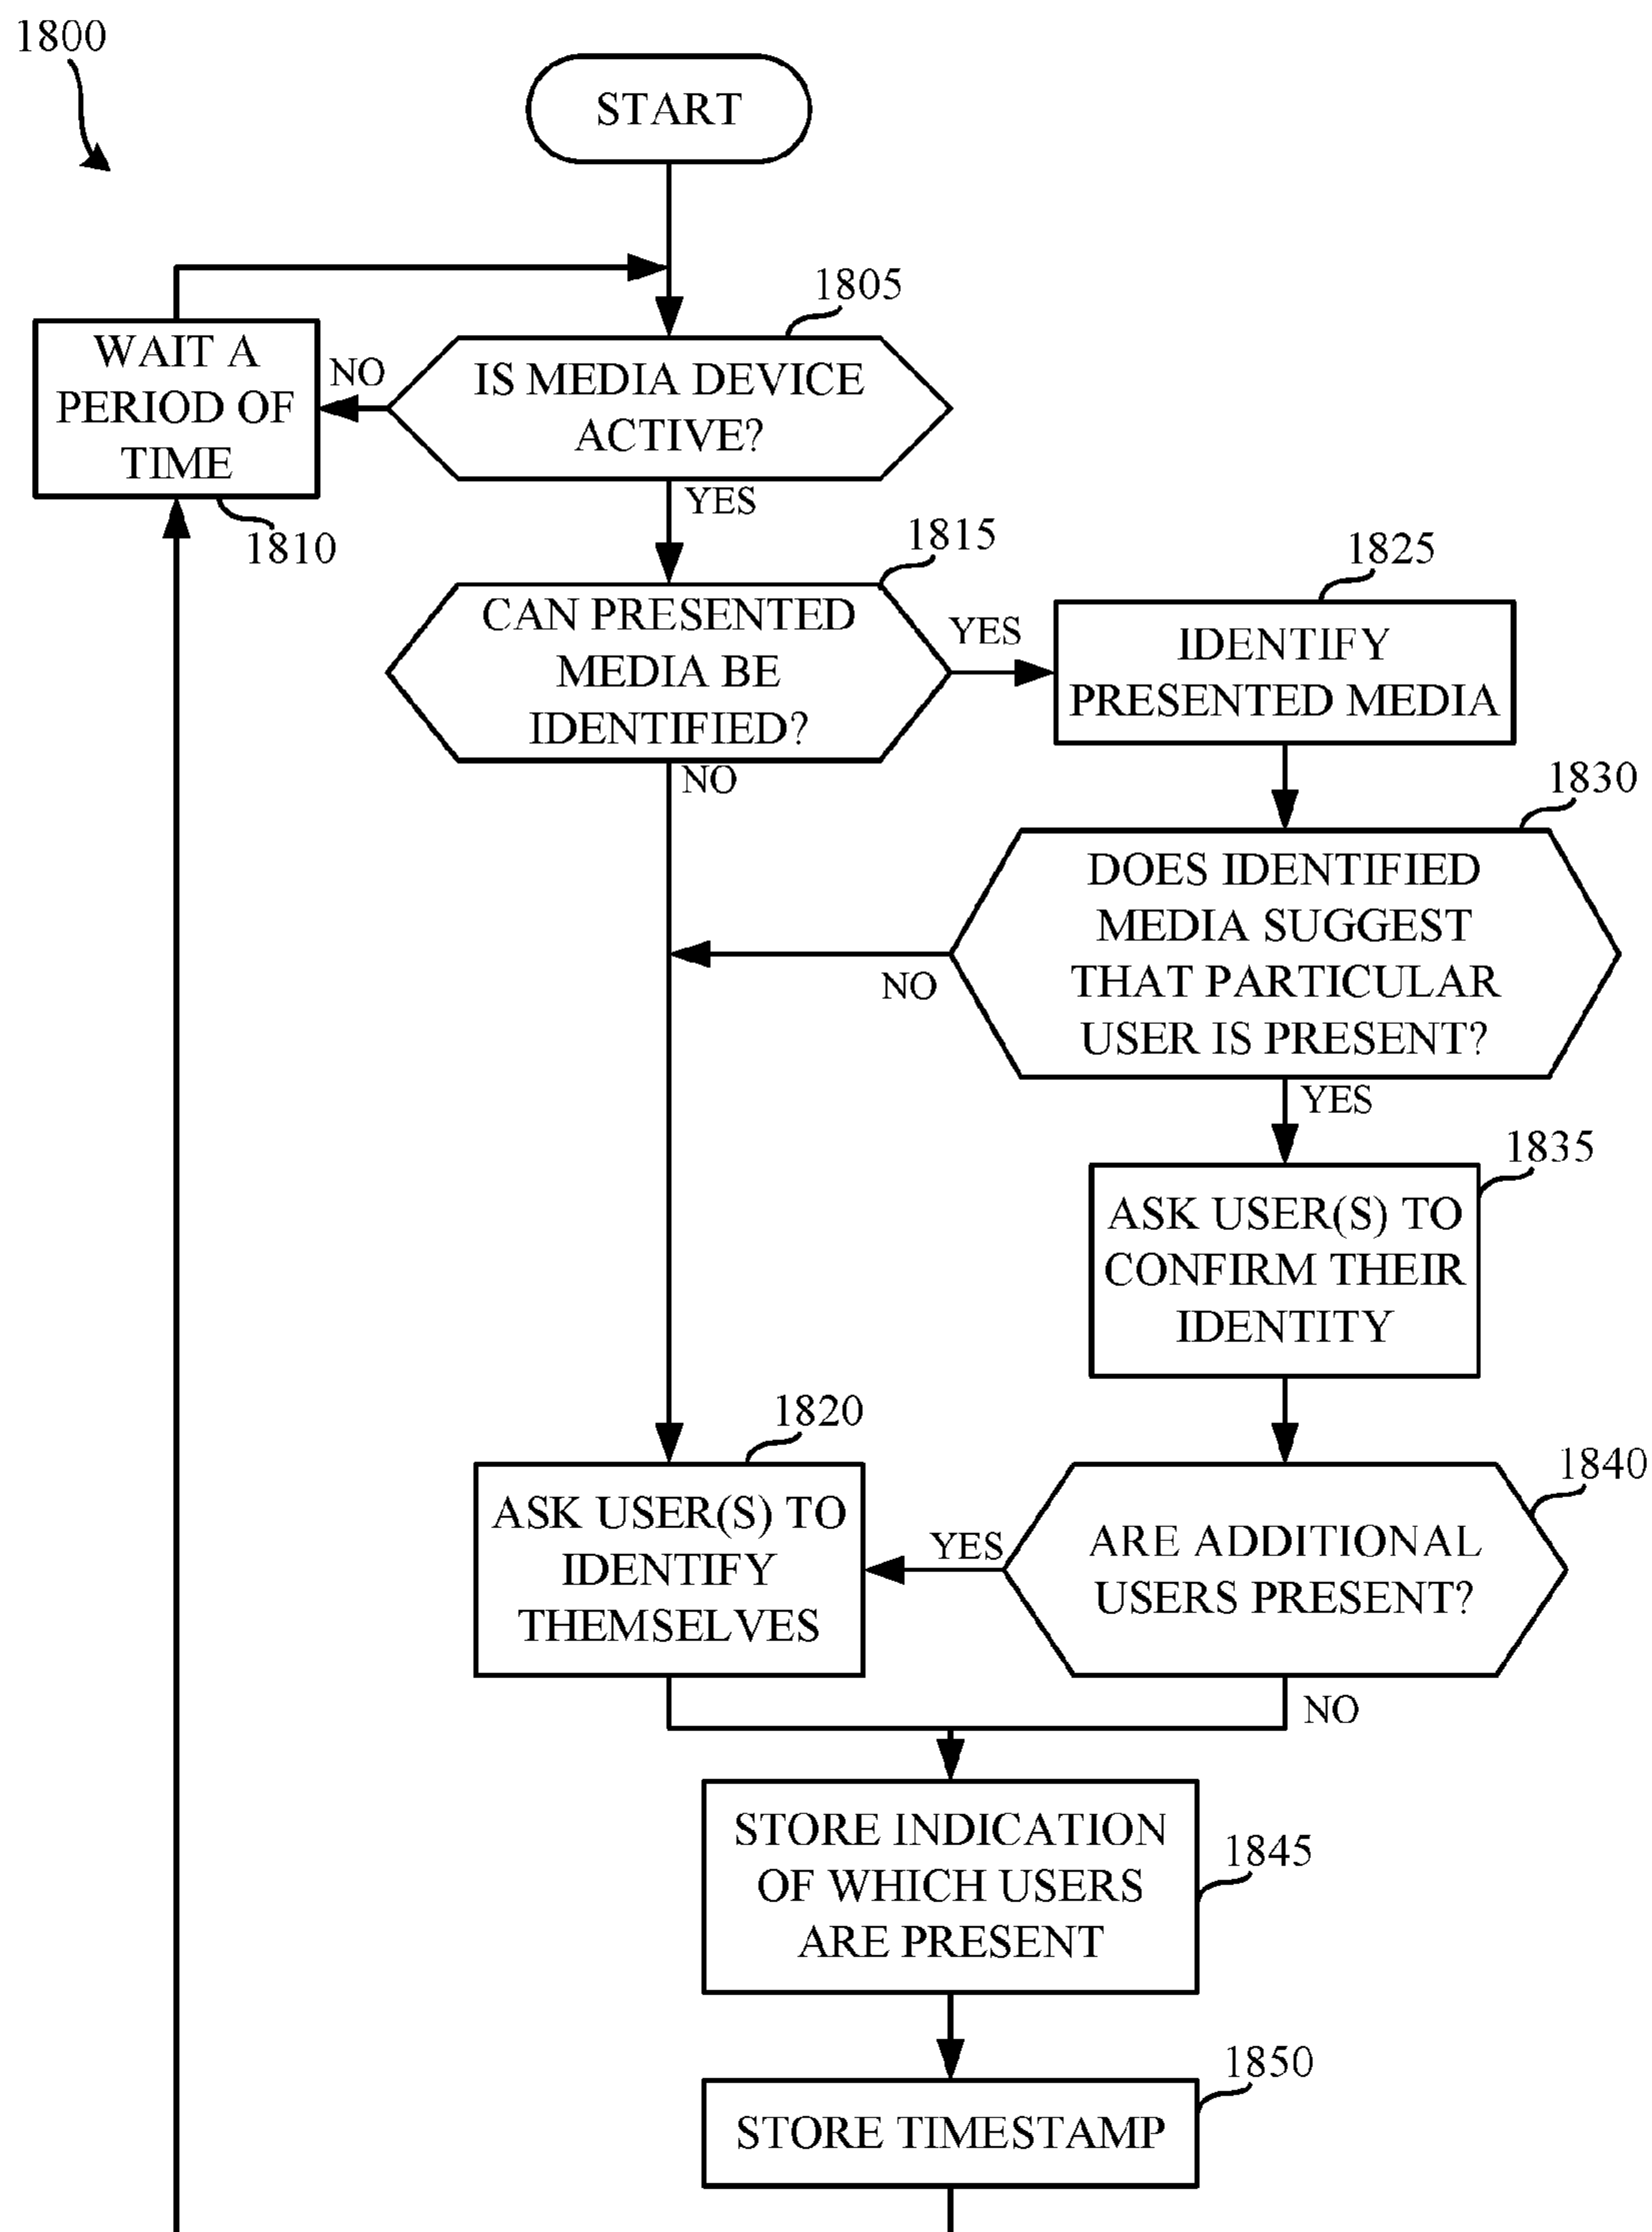 1800
START
1805
WAIT A
PERIOD OF
TIME
NO
IS MEDIA DEVICE
ACTIVE?
YES
1810
1815
1825
CAN PRESENTED
MEDIA BE
IDENTIFIED?
YES
IDENTIFY
PRESENTED MEDIA
NO
1830
DOES IDENTIFIED
MEDIA SUGGEST
THAT PARTICULAR
USER IS PRESENT?
NO
YES
1835
ASK USER(S) TO
CONFIRM THEIR
IDENTITY
1820
1840
ASK USER(S) TO
IDENTIFY
THEMSELVES
YES
ARE ADDITIONAL
USERS PRESENT?
NO
STORE INDICATION
OF WHICH USERS
ARE PRESENT
1845
1850
STORE TIMESTAMP